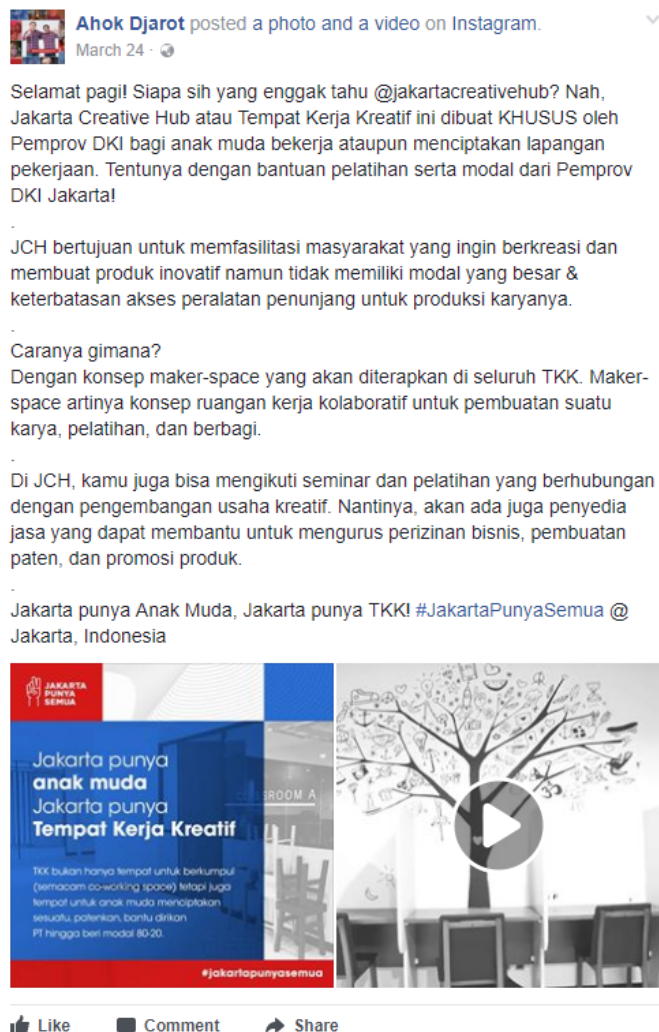 Ahok Djarot posted a photo and a video on Instagram.
March 24 ·
Selamat pagi! Siapa sih yang enggak tahu @jakartacreativehub? Nah,
Jakarta Creative Hub atau Tempat Kerja Kreatif ini dibuat KHUSUS oleh
Pemprov DKI bagi anak muda bekerja ataupun menciptakan lapangan
pekerjaan. Tentunya dengan bantuan pelatihan serta modal dari Pemprov
DKI Jakarta!
.
JCH bertujuan untuk memfasilitasi masyarakat yang ingin berkreasi dan
membuat produk inovatif namun tidak memiliki modal yang besar &
keterbatasan akses peralatan penunjang untuk produksi karyanya.
.
Caranya gimana?
Dengan konsep maker-space yang akan diterapkan di seluruh TKK. Maker-
space artinya konsep ruangan kerja kolaboratif untuk pembuatan suatu
karya, pelatihan, dan berbagi.
.
Di JCH, kamu juga bisa mengikuti seminar dan pelatihan yang berhubungan
dengan pengembangan usaha kreatif. Nantinya, akan ada juga penyedia
jasa yang dapat membantu untuk mengurus perizinan bisnis, pembuatan
paten, dan promosi produk.
.
Jakarta punya Anak Muda, Jakarta punya TKK! #JakartaPunyaSemua @
Jakarta, Indonesia
JAKARTA
PUNYA
SEMUA
Jakarta punya
anak muda
Jakarta punya
Tempat Kerja Kreatif
ROOM A
TKK bukan hanya tempat untuk berkumpul
(semacam co-working space) tetapi juga
tempat untuk anak muda menciptakan
sesuatu, patenkan, bantu dirikan
PT hingga beri modal 80-20.
#jakartapunyasemua
Like Comment Share